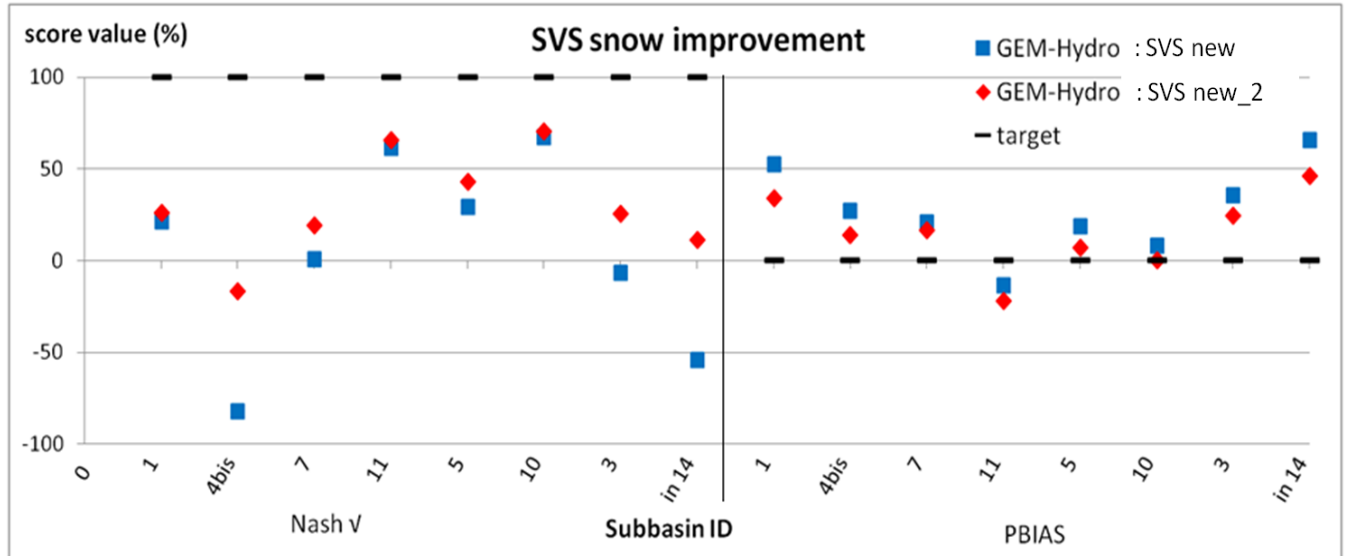 score value (%)
SVS snow improvement
GEM-Hydro : SVS new
GEM-Hydro : SVS new_2
target
100
50
0
-50
-100
0 1 4bis 7 11 5 10 3 in 14 1 4bis 7 11 5 10 3 in 14
Nash √ Subbasin ID PBIAS